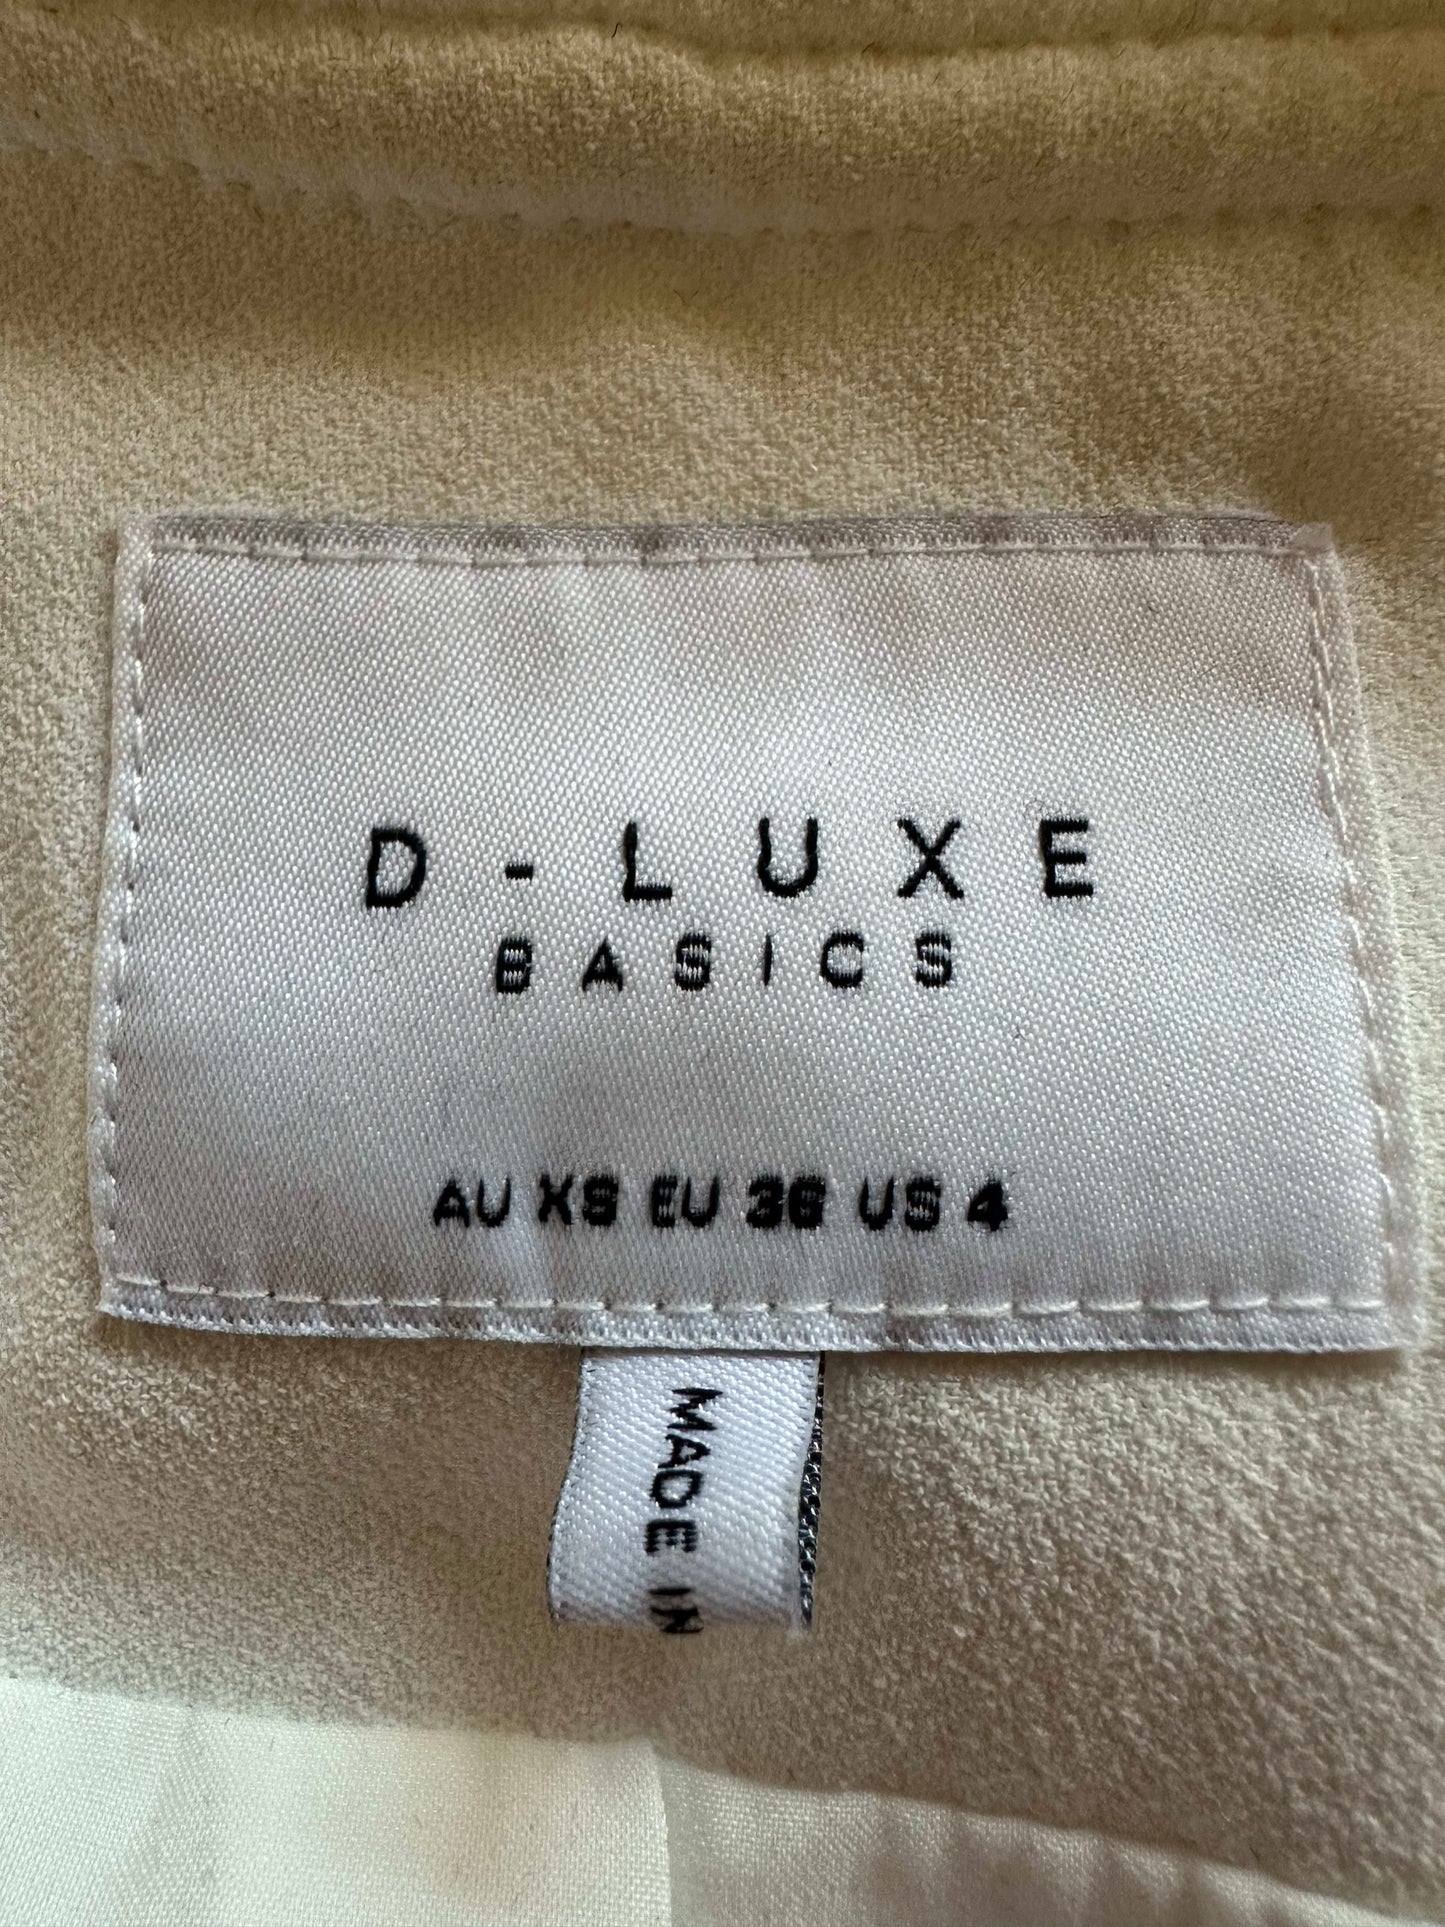 D-LUXE
BASICS
AU XS EU 36 US 4
MADE IN